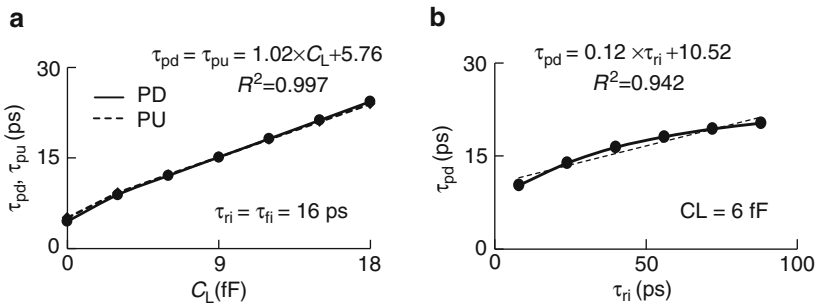 a
τpd = τpu = 1.02×CL+5.76
R²=0.997
30
15
0
τpd, τpu (ps)
PD
PU
τri = τfi = 16 ps
0 9 18
CL(fF)
b
τpd = 0.12 ×τri +10.52
R²=0.942
30
15
0
τpd (ps)
CL = 6 fF
0 50 100
τri (ps)